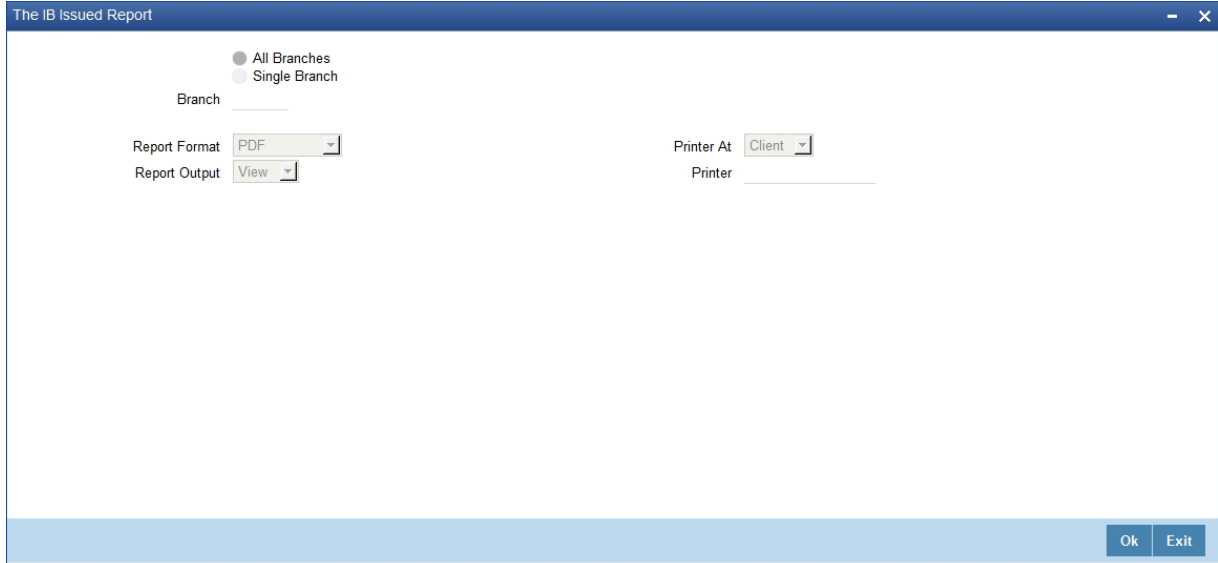 The IB Issued Report
All Branches
Single Branch
Branch
Report Format PDF Printer At Client
Report Output View Printer
Ok Exit